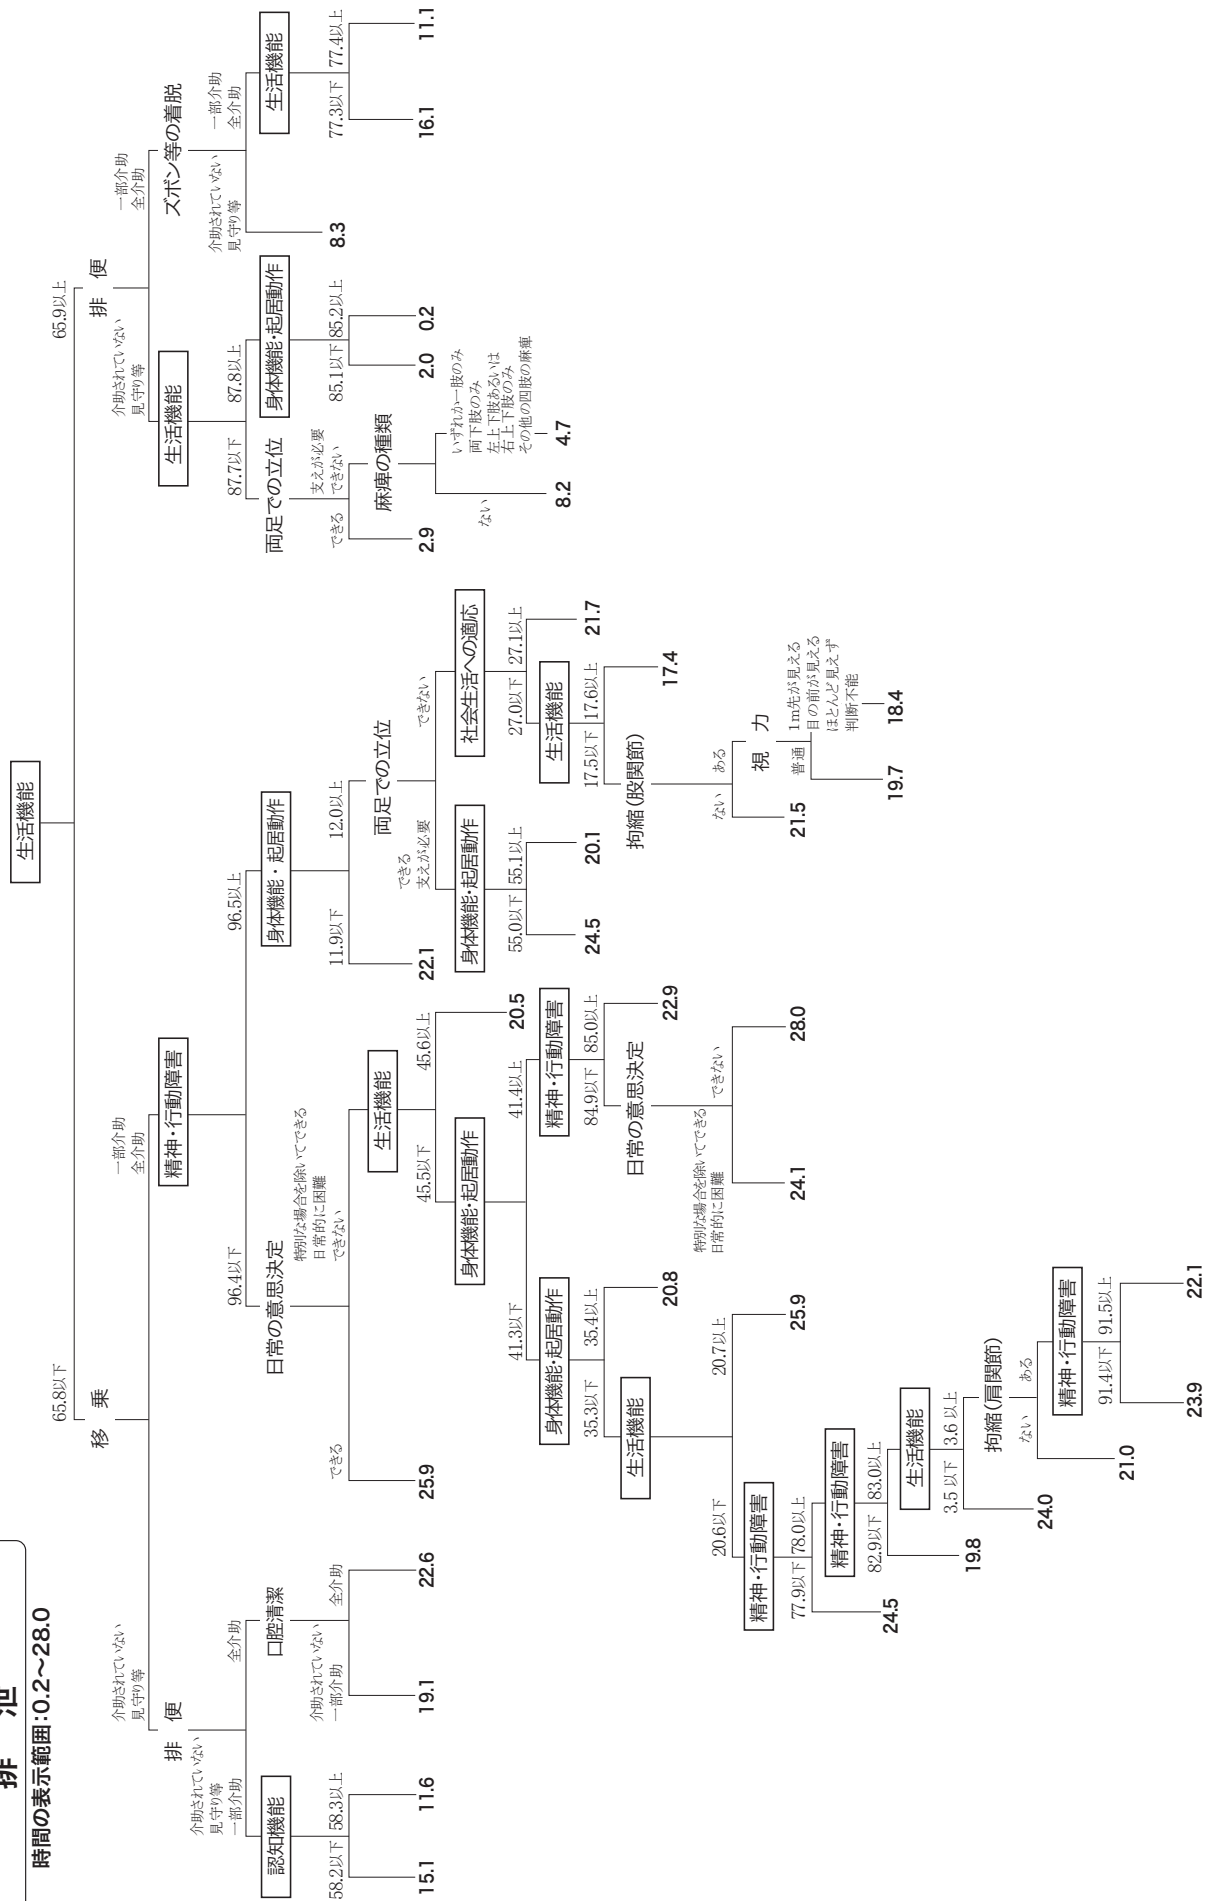 排　泄
時間の表示範囲:0.2〜28.0
生活機能
65.8以下
65.9以上
移　乗
介助されていない
見守り等
一部介助
全介助
排　便
介助されていない
見守り等
一部介助
全介助
認知機能
58.2以下
58.3以上
15.1
11.6
口腔清潔
介助されていない
一部介助
全介助
19.1
22.6
精神・行動障害
96.4以下
96.5以上
日常の意思決定
できる
特別な場合を除いてできる
日常的に困難
できない
25.9
生活機能
45.5以下
45.6以上
20.5
身体機能・起居動作
41.3以下
41.4以上
身体機能・起居動作
35.3以下
35.4以上
20.8
生活機能
20.6以下
20.7以上
25.9
精神・行動障害
77.9以下
78.0以上
24.5
精神・行動障害
82.9以下
83.0以上
19.8
生活機能
3.5 以下
3.6 以上
24.0
拘縮（肩関節）
ない
ある
21.0
精神・行動障害
91.4以下
91.5以上
23.9
22.1
精神・行動障害
84.9以下
85.0以上
22.9
日常の意思決定
特別な場合を除いてできる
日常的に困難
できない
24.1
28.0
身体機能・起居動作
11.9以下
12.0以上
22.1
両足での立位
できる
支えが必要
できない
身体機能・起居動作
55.0以下
55.1以上
24.5
20.1
社会生活への適応
27.0以下
27.1以上
21.7
生活機能
17.5以下
17.6以上
17.4
拘縮（股関節）
ない
ある
21.5
視　力
普通
1m先が見える
目の前が見える
ほとんど見えず
判断不能
19.7
18.4
排　便
介助されていない
見守り等
一部介助
全介助
生活機能
87.7以下
87.8以上
両足での立位
できる
支えが必要
できない
2.9
麻痺の種類
ない
いずれか一肢のみ
両下肢のみ
左上下肢あるいは
右上下肢のみ
その他の四肢の麻痺
8.2
4.7
身体機能・起居動作
85.1以下
85.2以上
2.0
0.2
ズボン等の着脱
介助されていない
見守り等
一部介助
全介助
8.3
生活機能
77.3以下
77.4以上
16.1
11.1